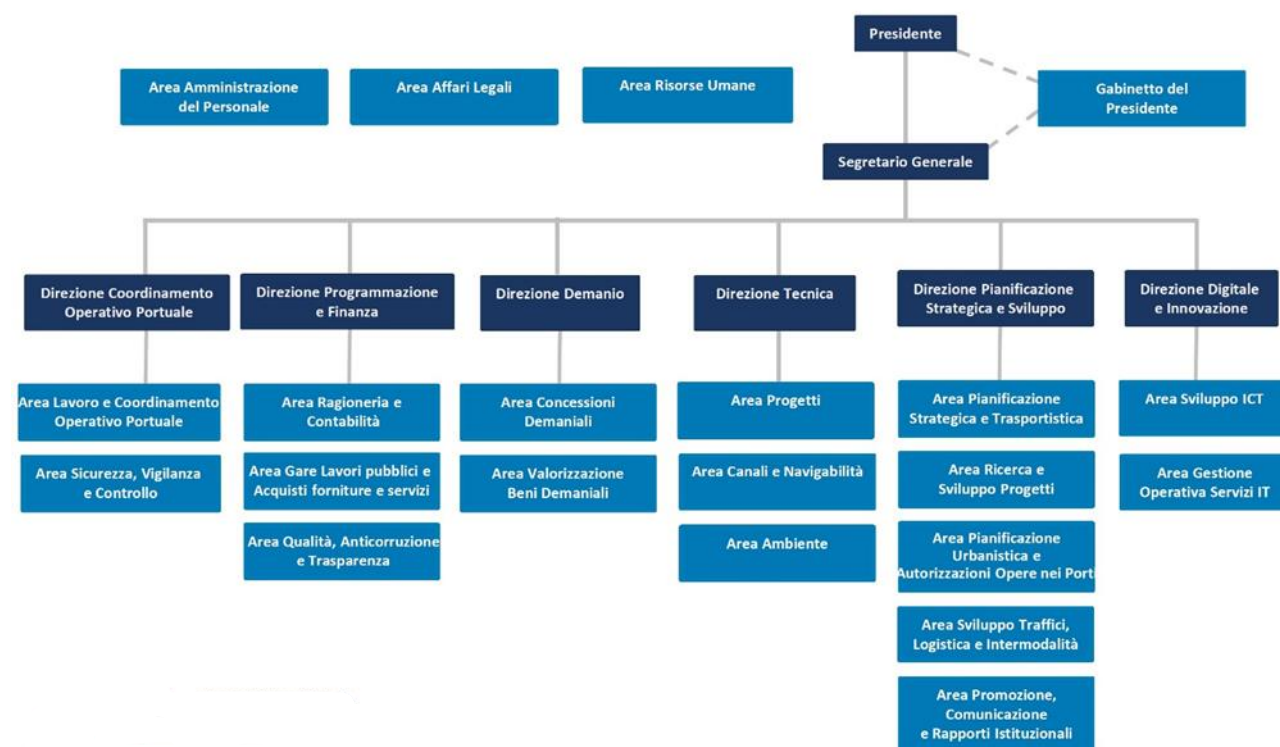 Presidente
Area Amministrazione
del Personale
Area Affari Legali
Area Risorse Umane
Gabinetto del
Presidente
Segretario Generale
Direzione Coordinamento
Operativo Portuale
Direzione Programmazione
e Finanza
Direzione Demanio
Direzione Tecnica
Direzione Pianificazione
Strategica e Sviluppo
Direzione Digitale
e Innovazione
Area Lavoro e Coordinamento
Operativo Portuale
Area Sicurezza, Vigilanza
e Controllo
Area Ragioneria e
Contabilità
Area Gare Lavori pubblici e
Acquisti forniture e servizi
Area Qualità, Anticorruzione
e Trasparenza
Area Concessioni
Demaniali
Area Valorizzazione
Beni Demaniali
Area Progetti
Area Canali e Navigabilità
Area Ambiente
Area Pianificazione
Strategica e Trasportistica
Area Ricerca e
Sviluppo Progetti
Area Pianificazione
Urbanistica e
Autorizzazioni Opere nei Porti
Area Sviluppo Traffici,
Logistica e Intermodalità
Area Promozione,
Comunicazione
e Rapporti Istituzionali
Area Sviluppo ICT
Area Gestione
Operativa Servizi IT